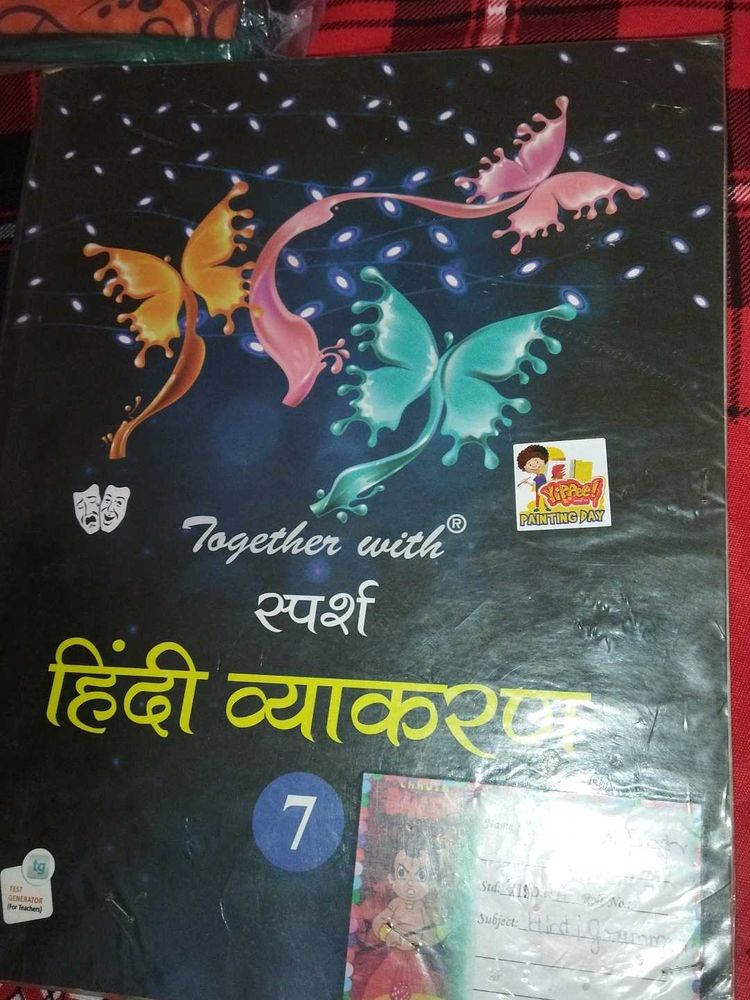 Together with®
स्पर्श
हिंदी व्याकरण
7
Yippee!
PAINTING DAY
tg
TEST
GENERATOR
(For Teachers)
Name
Std: VII D Roll No.:
Subject: Hindi